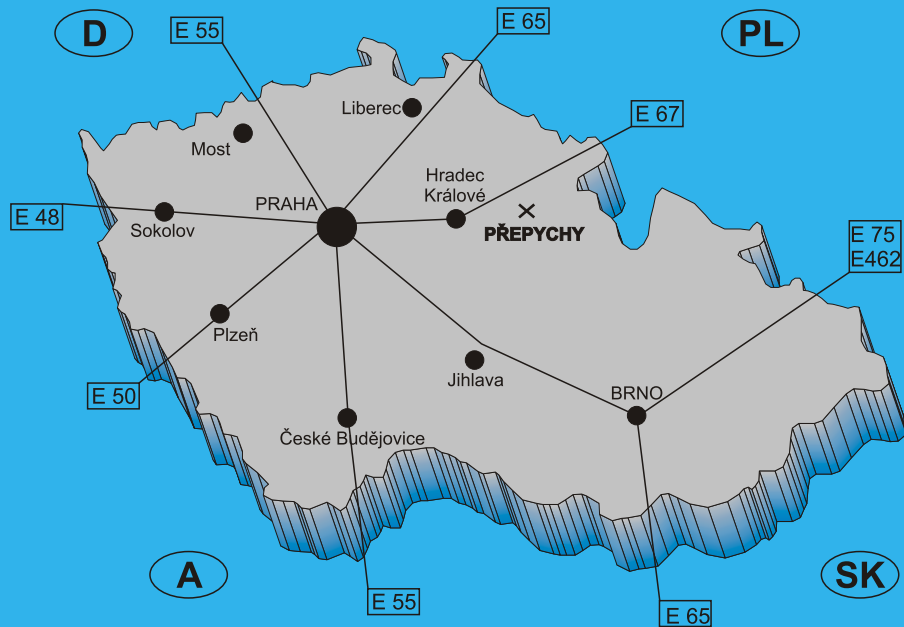 D
E 55
E 65
PL
Liberec
E 67
Most
Hradec
Králové
PRAHA
E 48
Sokolov
PŘEPYCHY
E 75
E462
Plzeň
Jihlava
E 50
BRNO
České Budějovice
A
SK
E 55
E 65